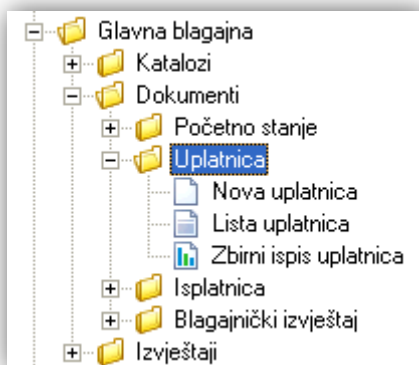 Glavna blagajna
Katalozi
Dokumenti
Početno stanje
Uplatnica
Nova uplatnica
Lista uplatnica
Zbirni ispis uplatnica
Isplatnica
Blagajnički izvještaj
Izvještaji